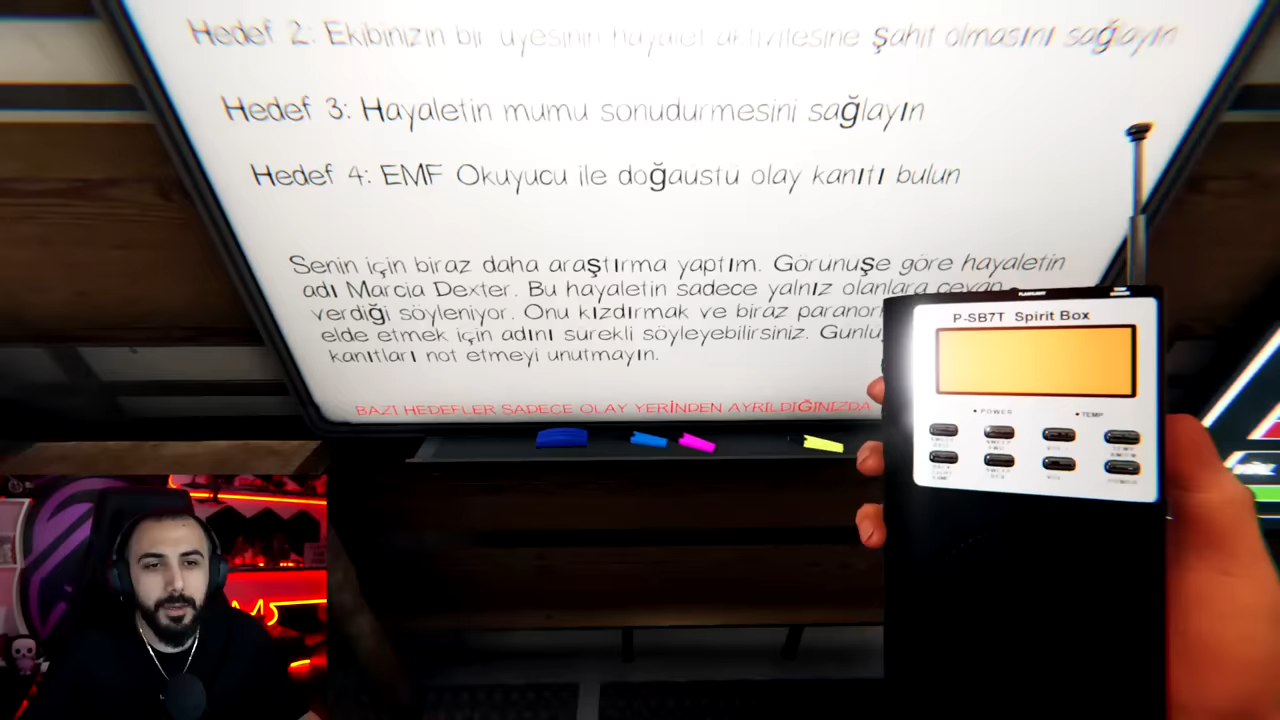 Hedef 2: Ekibinizin bir üyesinin hayalet aktivitesine şahit olmasını sağlayın
Hedef 3: Hayaletin mumu sonudurmesini sağlayın
Hedef 4: EMF Okuyucu ile doğaüstü olay kanıtı bulun
Senin için biraz daha araştırma yaptım. Görünüşe göre hayaletin
adı Marcia Dexter. Bu hayaletin sadece yalnız olanlara cevap
verdiği söyleniyor. Onu kızdırmak ve biraz
elde etmek için adını sürekli söyleyebilirsiniz.
kanıtları not etmeyi unutmayın.
BAZI HEDEFLER SADECE OLAY YERİNDEN AYRILDIĞINIZDA
P-SB7T Spirit Box
POWER
TEMP